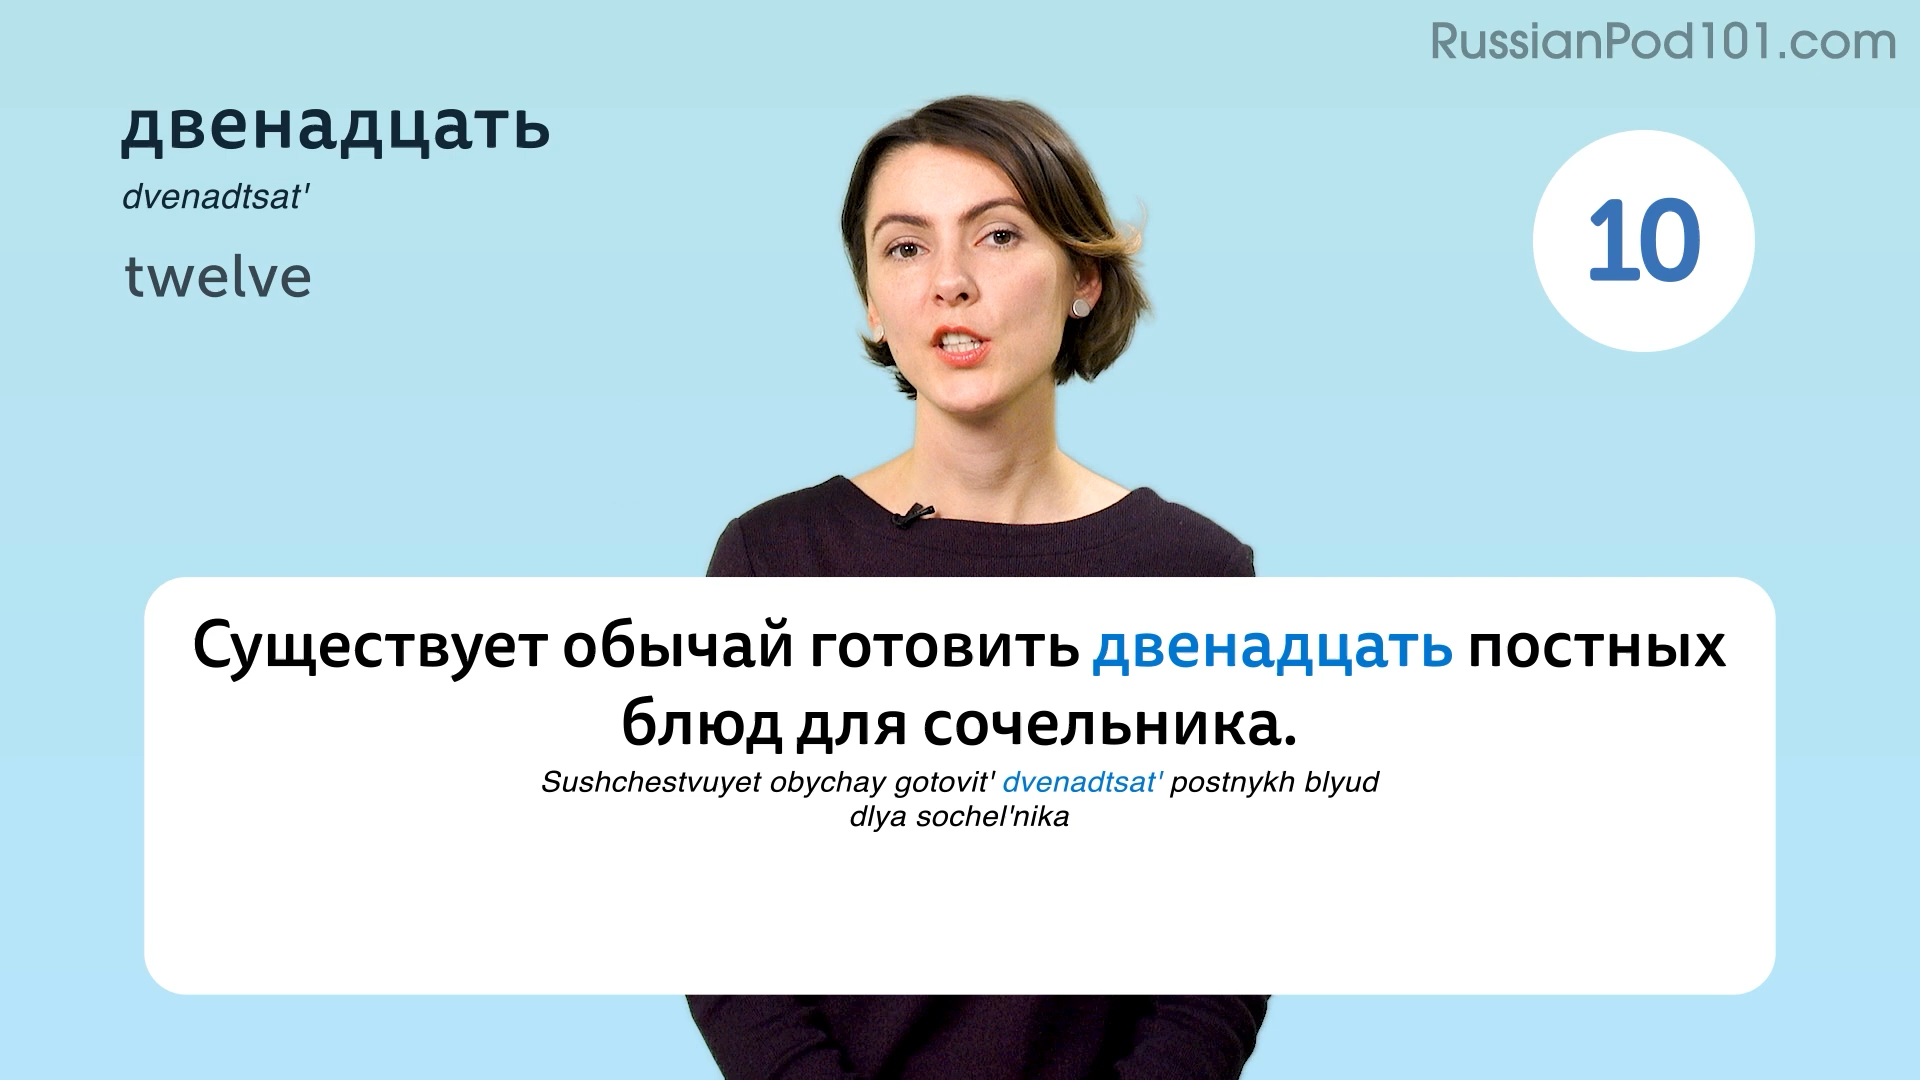 RussianPod101.com
двенадцать
dvenadtsat'
twelve
10
Существует обычай готовить двенадцать постных
блюд для сочельника.
Sushchestvuyet obychay gotovit' dvenadtsat' postnykh blyud
dlya sochel'nika